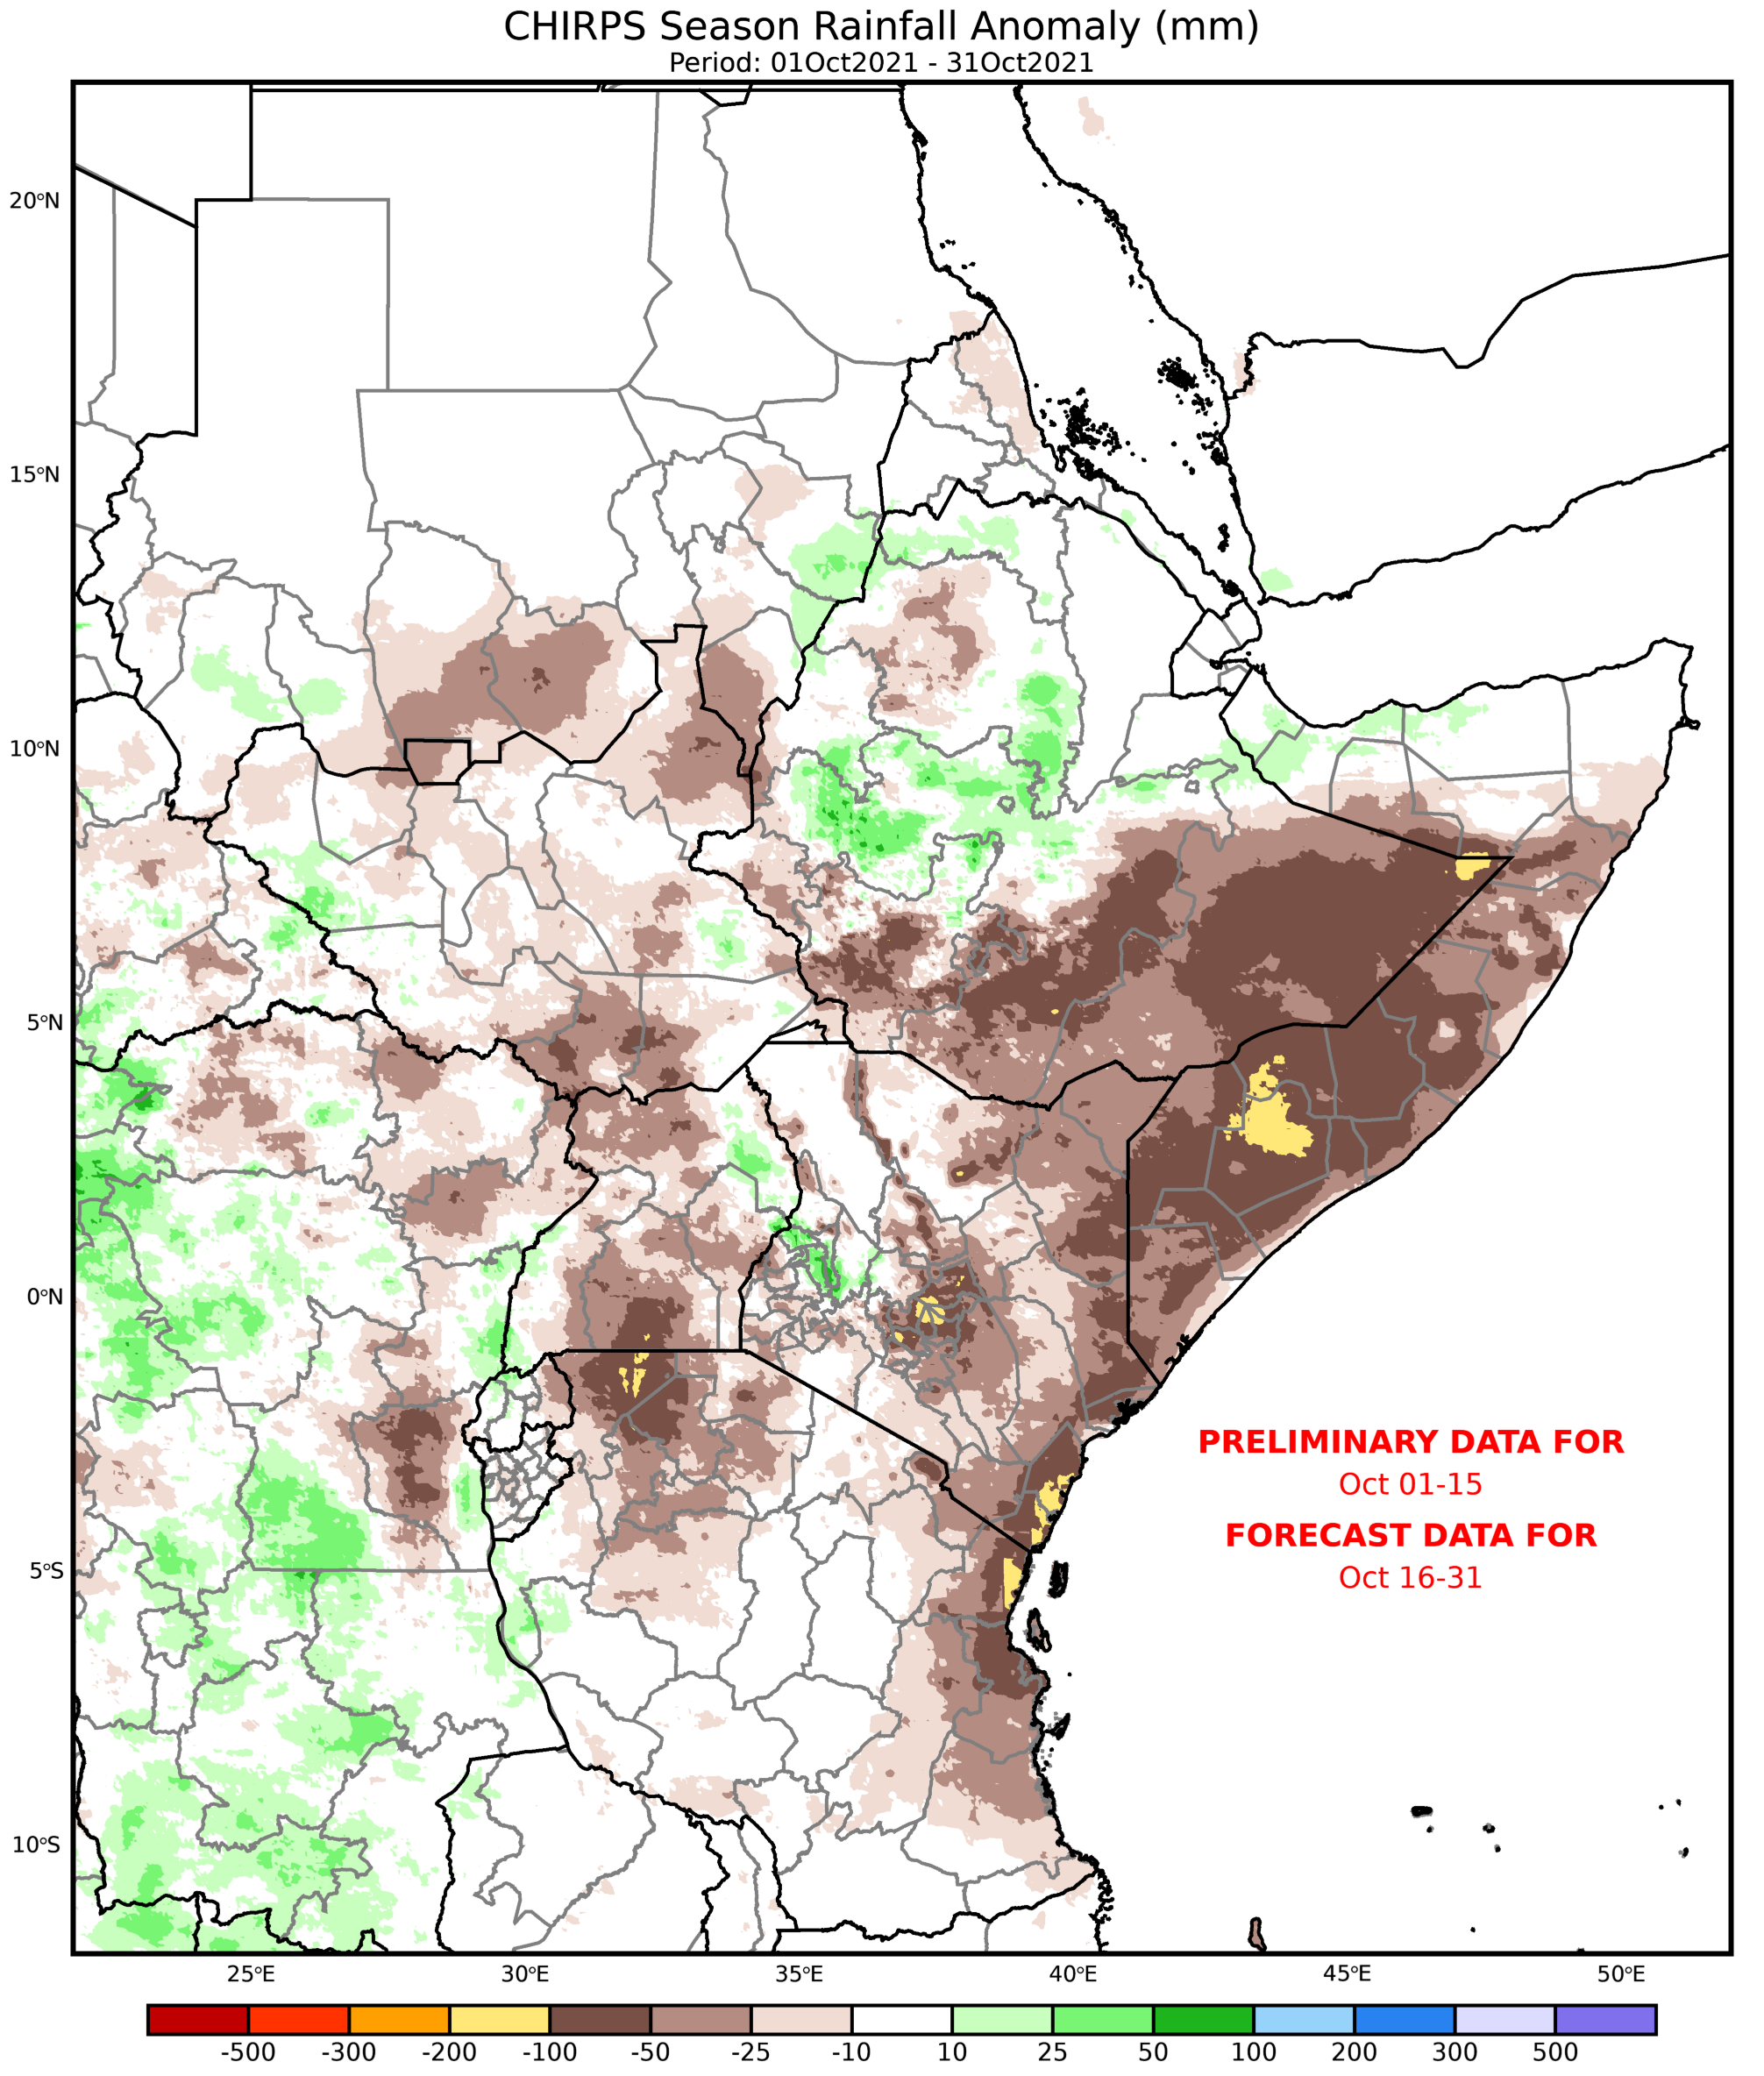 CHIRPS Season Rainfall Anomaly (mm)
Period: 01Oct2021 - 31Oct2021
20°N
15°N
10°N
5°N
0°N
5°S
10°S
PRELIMINARY DATA FOR
Oct 01-15
FORECAST DATA FOR
Oct 16-31
25°E 30°E 35°E 40°E 45°E 50°E
-500 -300 -200 -100 -50 -25 -10 10 25 50 100 200 300 500